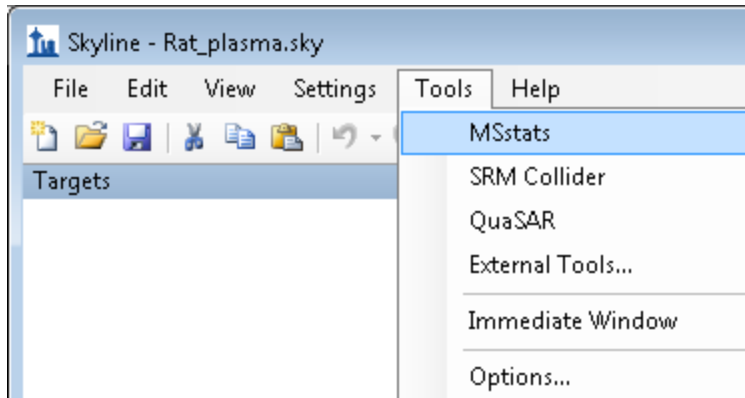 Skyline - Rat_plasma.sky
File Edit View Settings Tools Help
MSstats
Targets
SRM Collider
QuaSAR
External Tools...
Immediate Window
Options...